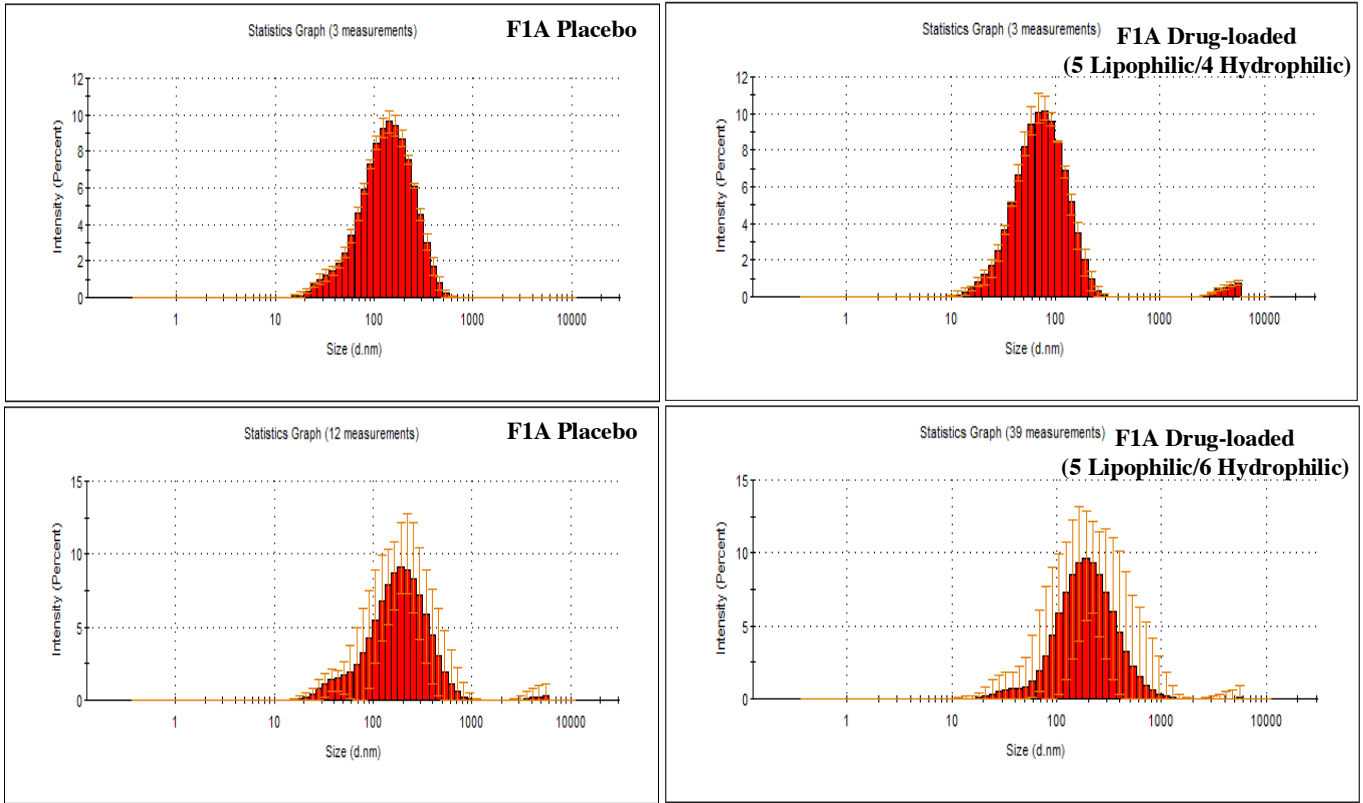 Statistics Graph (3 measurements)
F1A Placebo
Intensity (Percent)
12
10
8
6
4
2
0
1 10 100 1000 10000
Size (d.nm)
Statistics Graph (3 measurements)
F1A Drug-loaded
(5 Lipophilic/4 Hydrophilic)
Intensity (Percent)
12
10
8
6
4
2
0
1 10 100 1000 10000
Size (d.nm)
Statistics Graph (12 measurements)
F1A Placebo
Intensity (Percent)
15
10
5
0
1 10 100 1000 10000
Size (d.nm)
Statistics Graph (39 measurements)
F1A Drug-loaded
(5 Lipophilic/6 Hydrophilic)
Intensity (Percent)
15
10
5
0
1 10 100 1000 10000
Size (d.nm)